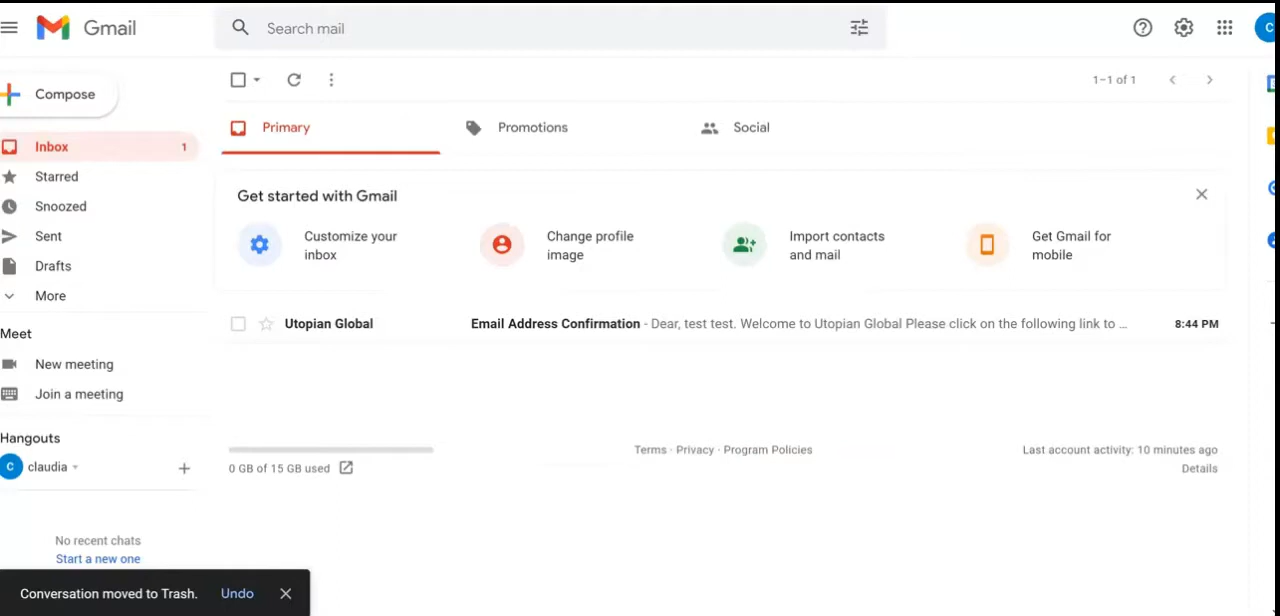 Gmail
Search mail
Compose
1–1 of 1
Primary
Promotions
Social
Inbox 1
Starred
Snoozed
Sent
Drafts
More
Get started with Gmail
Customize your
inbox
Change profile
image
Import contacts
and mail
Get Gmail for
mobile
Utopian Global Email Address Confirmation - Dear, test test. Welcome to Utopian Global Please click on the following link to ... 8:44 PM
Meet
New meeting
Join a meeting
Hangouts
C claudia
No recent chats
Start a new one
0 GB of 15 GB used
Terms · Privacy · Program Policies
Last account activity: 10 minutes ago
Details
Conversation moved to Trash. Undo
C